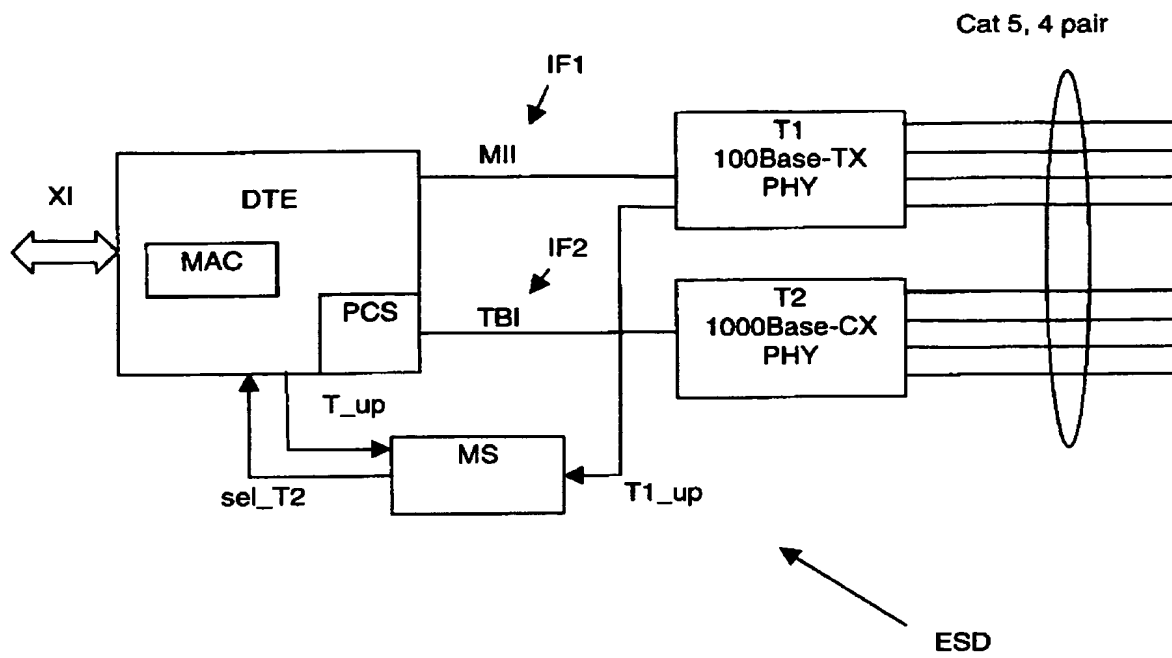 Cat 5, 4 pair
IF1
T1
100Base-TX
PHY
MII
XI
DTE
MAC
IF2
PCS
TBI
T2
1000Base-CX
PHY
T_up
MS
sel_T2
T1_up
ESD